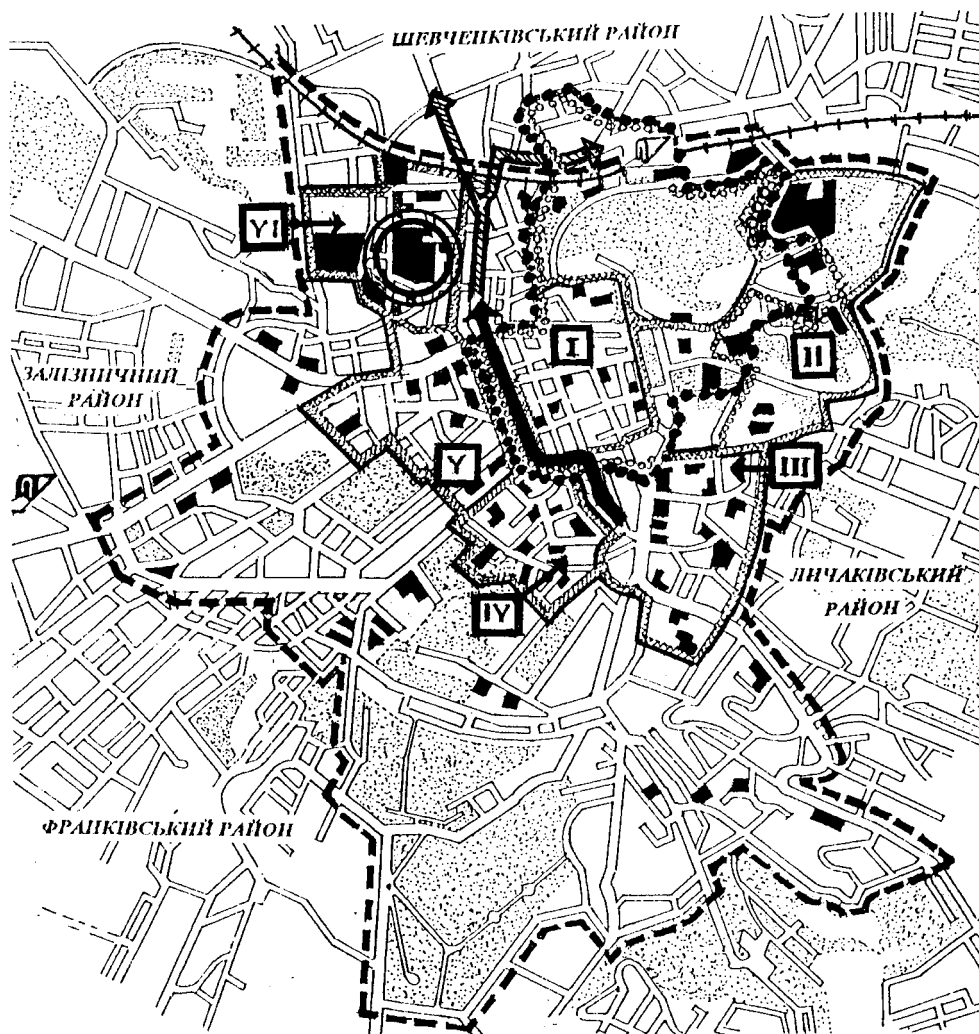 ШЕВЧЕНКІВСЬКИЙ РАЙОН
YI
I
II
ЗАЛІЗНИЧНИЙ
РАЙОН
Y
III
ЛИЧАКІВСЬКИЙ
РАЙОН
IY
ФРАНКІВСЬКИЙ РАЙОН